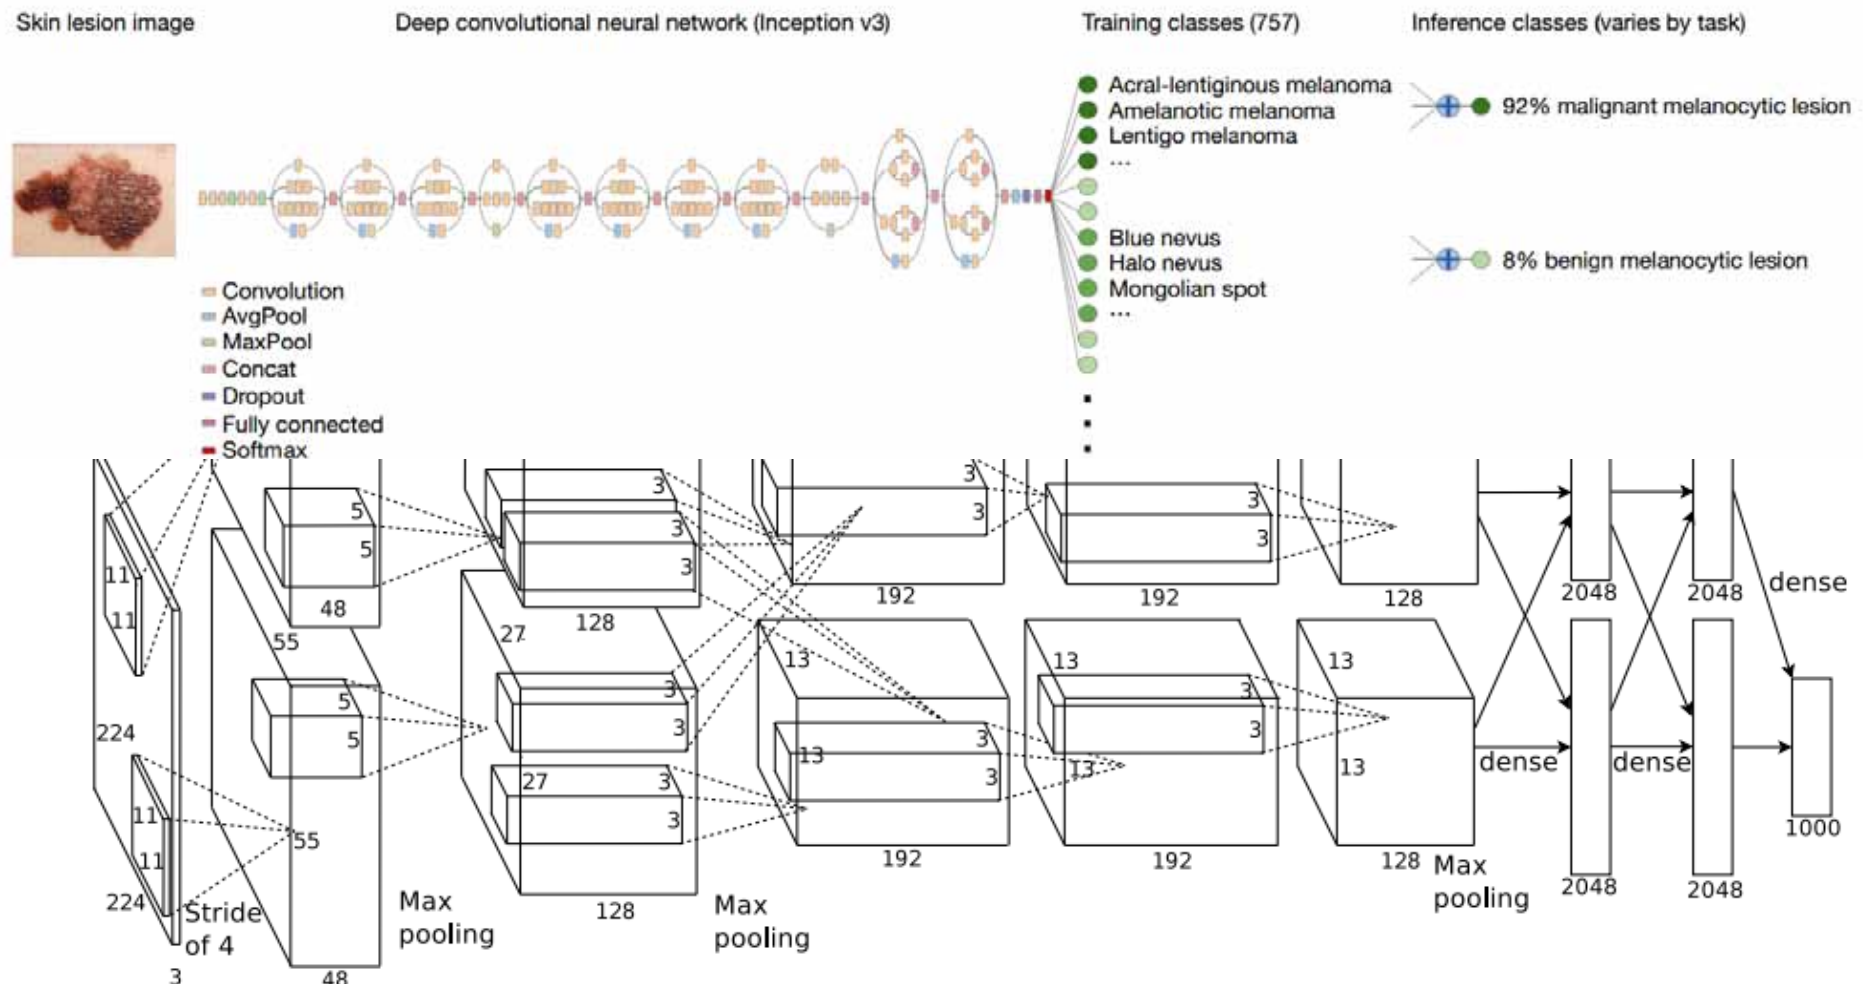 Skin lesion image
Deep convolutional neural network (Inception v3)
Training classes (757)
Inference classes (varies by task)
Acral-lentiginous melanoma
Amelanotic melanoma
Lentigo melanoma
...
Blue nevus
Halo nevus
Mongolian spot
...
92% malignant melanocytic lesion
8% benign melanocytic lesion
Convolution
AvgPool
MaxPool
Concat
Dropout
Fully connected
Softmax
11
11
224
11
11
224
3
Stride
of 4
5
5
48
55
5
5
55
48
Max
pooling
3
3
3
128
27
3
3
27
3
3
128
Max
pooling
3
3
192
13
3
13
3
192
3
3
192
13
3
3
13
192
128
13
13
128
Max
pooling
2048
2048
dense
dense
dense
2048
2048
1000